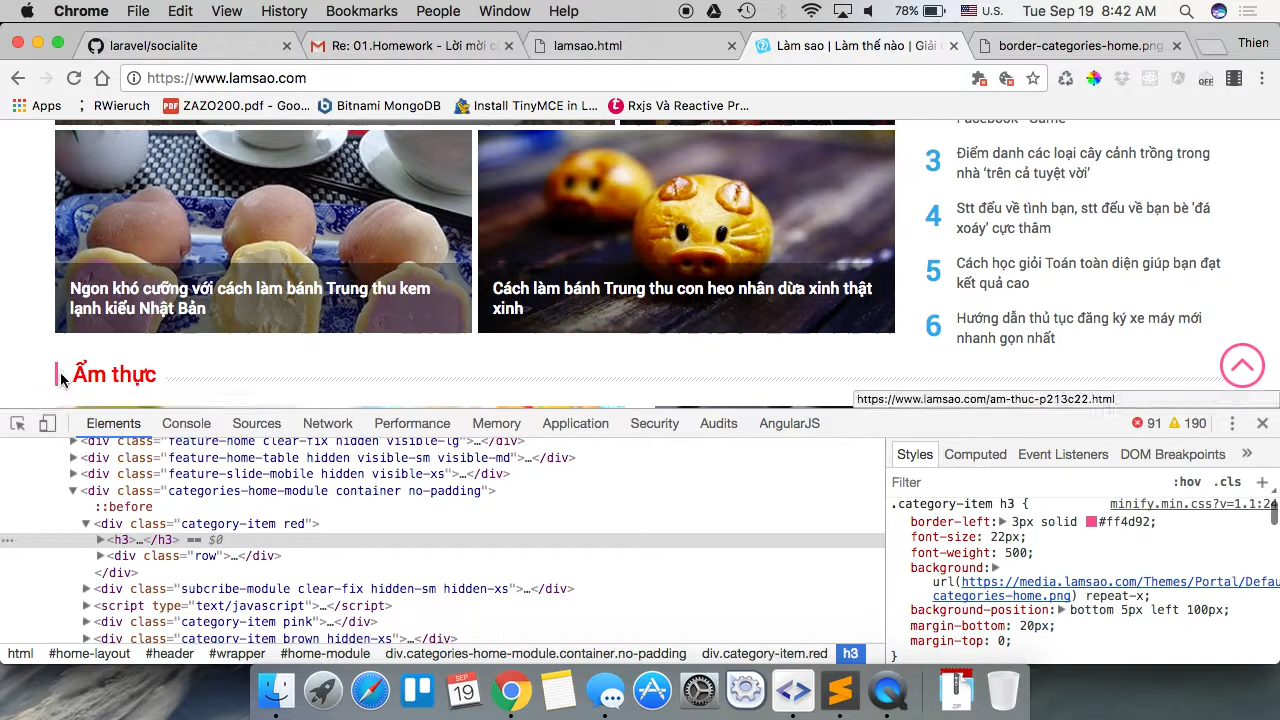 Chrome File Edit View History Bookmarks People Window Help 78% U.S. Tue Sep 19 8:42 AM
laravel/socialite × Re: 01.Homework - Lời mời c × lamsao.html × Làm sao | Làm thế nào | Giải × border-categories-home.png × Thien
https://www.lamsao.com
Apps RWieruch ZAZO200.pdf - Goo... Bitnami MongoDB Install TinyMCE in L... Rxjs Và Reactive Pr...
Facebook - Game
3 Điểm danh các loại cây cảnh trồng trong
nhà ‘trên cả tuyệt vời’
4 Stt đểu về tình bạn, stt đểu về bạn bè 'đá
xoáy' cực thâm
5 Cách học giỏi Toán toàn diện giúp bạn đạt
kết quả cao
6 Hướng dẫn thủ tục đăng ký xe máy mới
nhanh gọn nhất
Ngon khó cưỡng với cách làm bánh Trung thu kem
lạnh kiểu Nhật Bản
Cách làm bánh Trung thu con heo nhân dừa xinh thật
xinh
Ẩm thực
https://www.lamsao.com/am-thuc-p213c22.html
Elements Console Sources Network Performance Memory Application Security Audits AngularJS 91 190
<div class="feature-home clear-fix hidden visible-lg">…</div>
<div class="feature-home-table hidden visible-sm visible-md">…</div>
<div class="feature-slide-mobile hidden visible-xs">…</div>
<div class="categories-home-module container no-padding">
::before
<div class="category-item red">
<h3>…</h3> == $0
<div class="row">…</div>
</div>
<div class="subcribe-module clear-fix hidden-sm hidden-xs">…</div>
<script type="text/javascript">…</script>
<div class="category-item pink">…</div>
<div class="category-item brown hidden-xs">…</div>
html #home-layout #header #wrapper #home-module div.categories-home-module.container.no-padding div.category-item.red h3
Styles Computed Event Listeners DOM Breakpoints »
Filter :hov .cls +
.category-item h3 { minify.min.css?v=1.1:24
border-left: 3px solid #ff4d92;
font-size: 22px;
font-weight: 500;
background:
url(https://media.lamsao.com/Themes/Portal/Defau
categories-home.png) repeat-x;
background-position: bottom 5px left 100px;
margin-bottom: 20px;
margin-top: 0;
}
SEP
19
ZIP